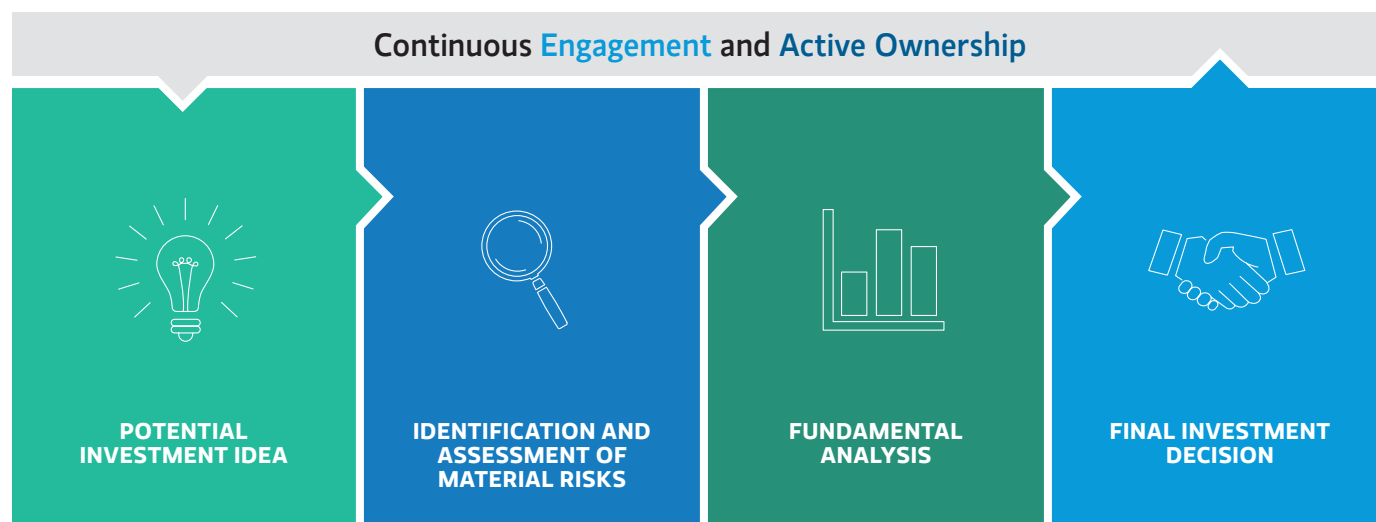 Continuous Engagement and Active Ownership
POTENTIAL
INVESTMENT IDEA
IDENTIFICATION AND
ASSESSMENT OF
MATERIAL RISKS
FUNDAMENTAL
ANALYSIS
FINAL INVESTMENT
DECISION